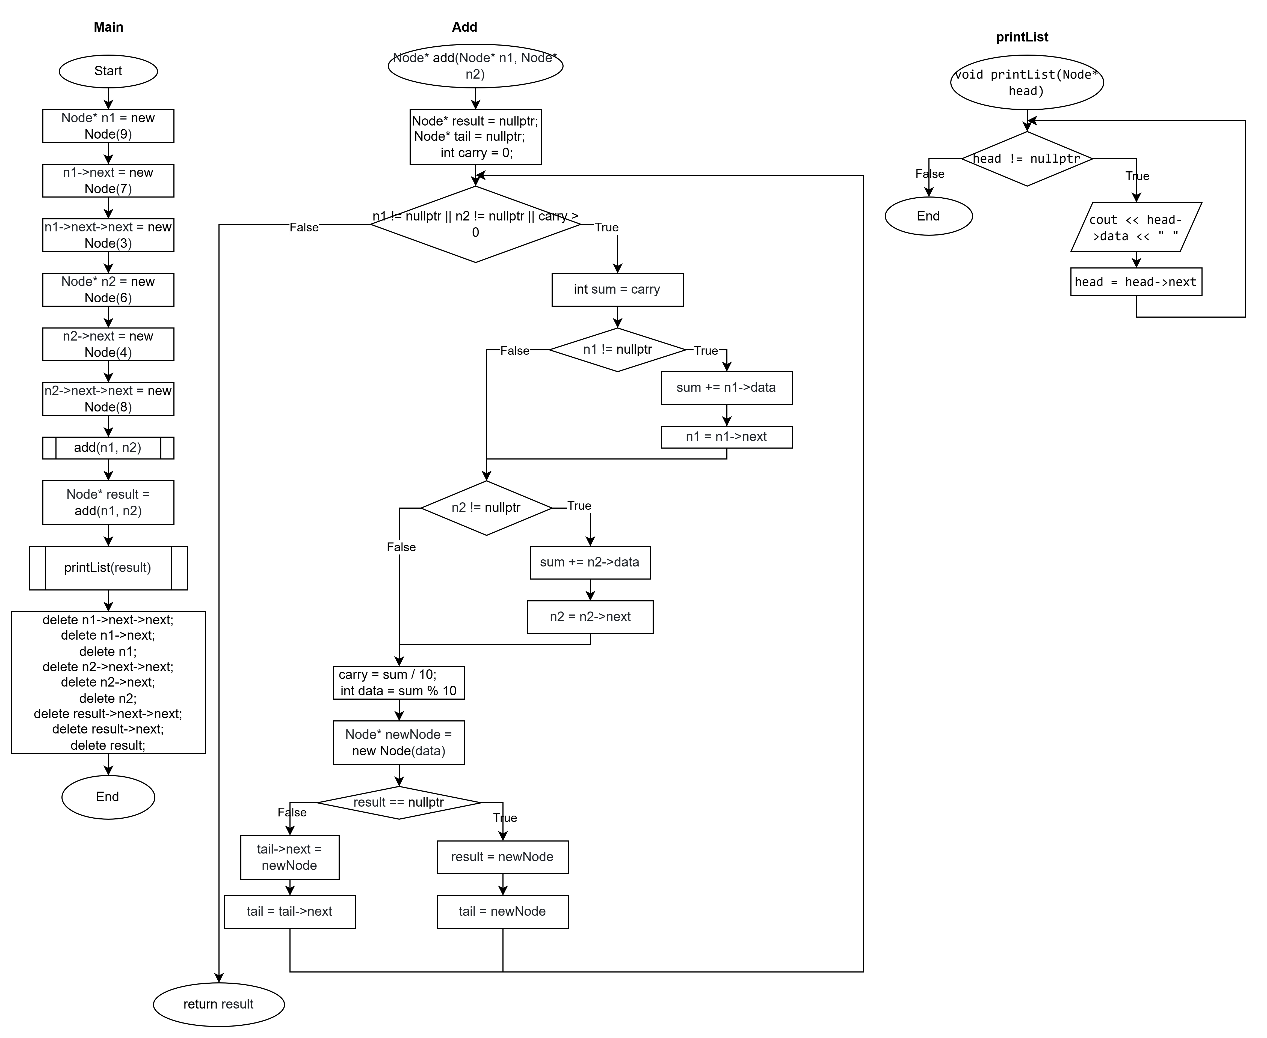 Main
Start
Node* n1 = new
Node(9)
n1->next = new
Node(7)
n1->next->next = new
Node(3)
Node* n2 = new
Node(6)
n2->next = new
Node(4)
n2->next->next = new
Node(8)
add(n1, n2)
Node* result =
add(n1, n2)
printList(result)
delete n1->next->next;
delete n1->next;
delete n1;
delete n2->next->next;
delete n2->next;
delete n2;
delete result->next->next;
delete result->next;
delete result;
End
Add
Node* add(Node* n1, Node*
n2)
Node* result = nullptr;
Node* tail = nullptr;
int carry = 0;
n1 != nullptr || n2 != nullptr || carry >
0
False
True
int sum = carry
n1 != nullptr
False
True
sum += n1->data
n1 = n1->next
n2 != nullptr
True
False
sum += n2->data
n2 = n2->next
carry = sum / 10;
int data = sum % 10
Node* newNode =
new Node(data)
result == nullptr
False
True
tail->next =
newNode
result = newNode
tail = tail->next
tail = newNode
return result
printList
void printList(Node*
head)
head != nullptr
False
True
End
cout << head-
>data << " "
head = head->next